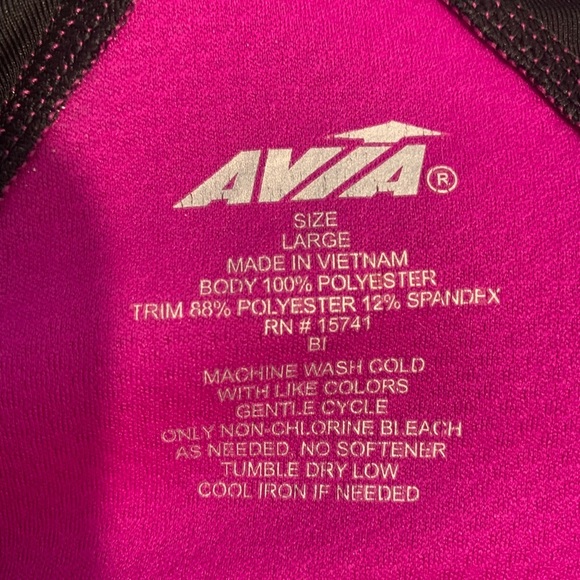 AVIA®
SIZE
LARGE
MADE IN VIETNAM
BODY 100% POLYESTER
TRIM 88% POLYESTER 12% SPANDEX
RN # 15741
BI
MACHINE WASH COLD
WITH LIKE COLORS
GENTLE CYCLE
ONLY NON-CHLORINE BLEACH
AS NEEDED, NO SOFTENER
TUMBLE DRY LOW
COOL IRON IF NEEDED